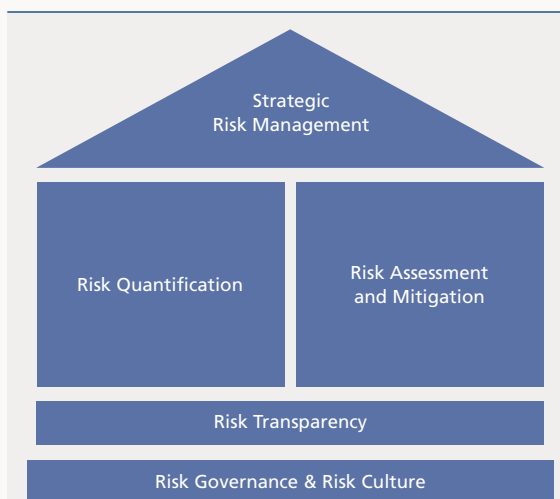 Strategic
Risk Management
Risk Quantification
Risk Assessment
and Mitigation
Risk Transparency
Risk Governance & Risk Culture